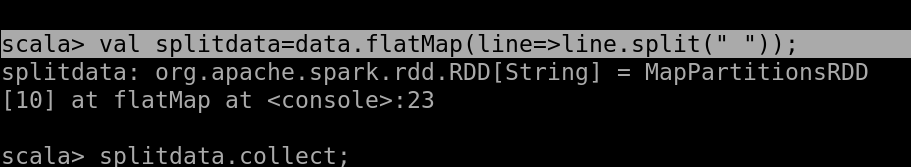 scala> val splitdata=data.flatMap(line=>line.split(" "));
splitdata: org.apache.spark.rdd.RDD[String] = MapPartitionsRDD
[10] at flatMap at <console>:23
scala> splitdata.collect;